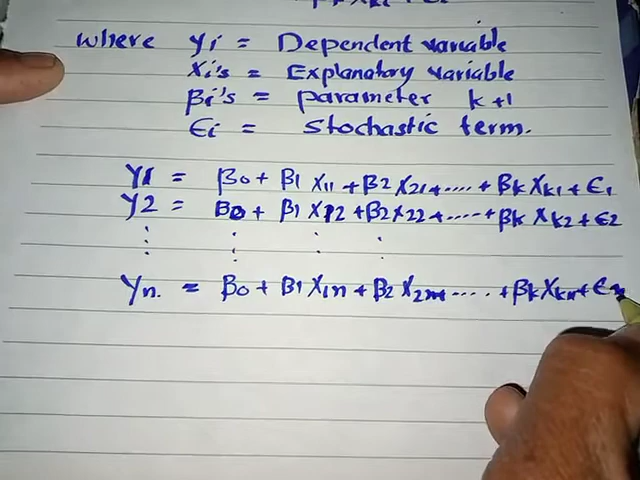 where yi = Dependent variable
Xi's = Explanatory variable
βi's = parameter k+1
ϵi = stochastic term.
Y1 = β0 + β1 X11 + β2 X21 + .... + βk Xk1 + ϵ1
Y2 = β0 + β1 X12 + β2 X22 + .... + βk Xk2 + ϵ2
⋮ ⋮ ⋮ ⋮
Yn. = β0 + β1 X1n + β2 X2n + .... + βk Xkn + ϵn